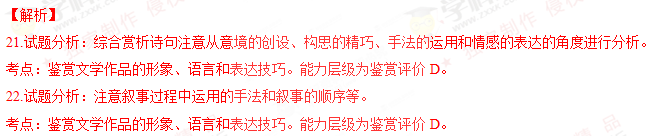 【解析】
21.试题分析：综合赏析诗句注意从意境的创设、构思的精巧、手法的运用和情感的表达的角度进行分析。
考点：鉴赏文学作品的形象、语言和表达技巧。能力层级为鉴赏评价 D。
22.试题分析：注意叙事过程中运用的手法和叙事的顺序等。
考点：鉴赏文学作品的形象、语言和表达技巧。能力层级为鉴赏评价 D。